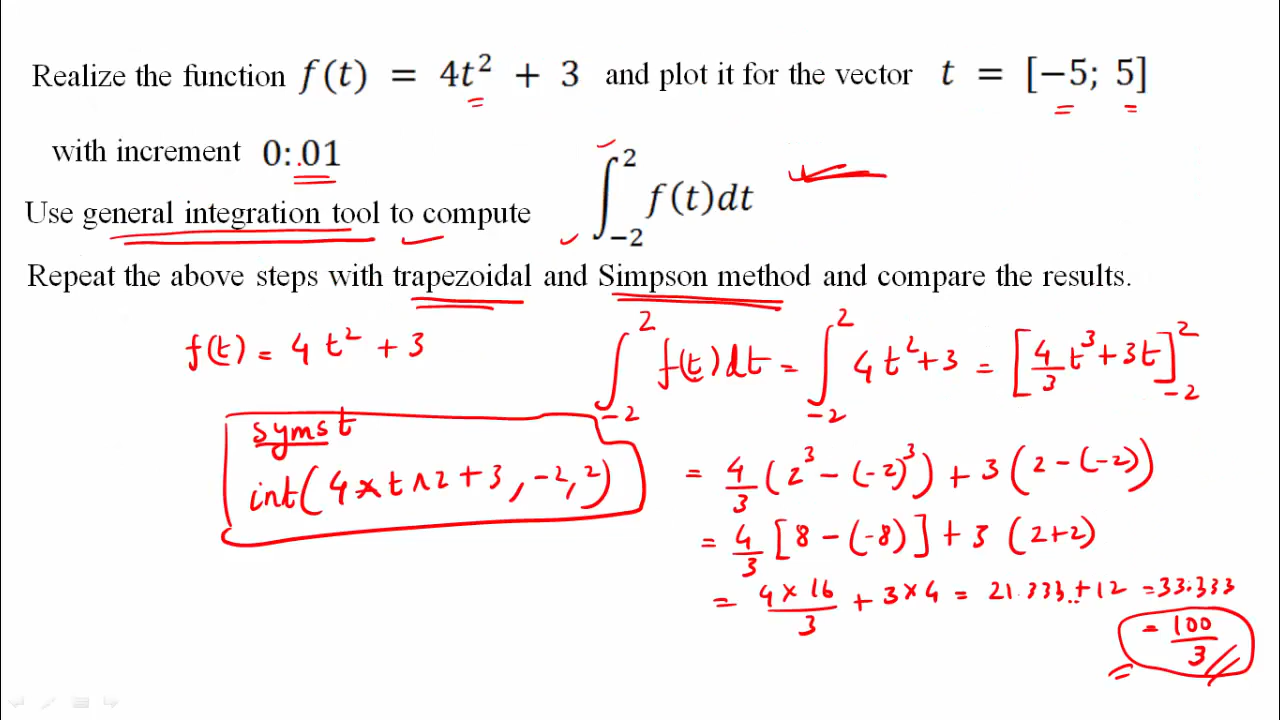 Realize the function f(t) = 4t² + 3 and plot it for the vector t = [−5; 5]
with increment 0:.01
Use general integration tool to compute ∫₋₂² f(t)dt
Repeat the above steps with trapezoidal and Simpson method and compare the results.
f(t) = 4 t² + 3
∫₋₂² f(t)dt = ∫₋₂² 4t²+3 = [4/3 t³+3t]₋₂²
syms t
int(4*t^2+3, -2, 2)
= 4/3 (2³ − (−2)³) + 3 (2 − (−2))
= 4/3 [8 − (−8)] + 3 (2+2)
= 4 × 16 / 3 + 3 × 4 = 21.333 + 12 = 33.333
= 100/3